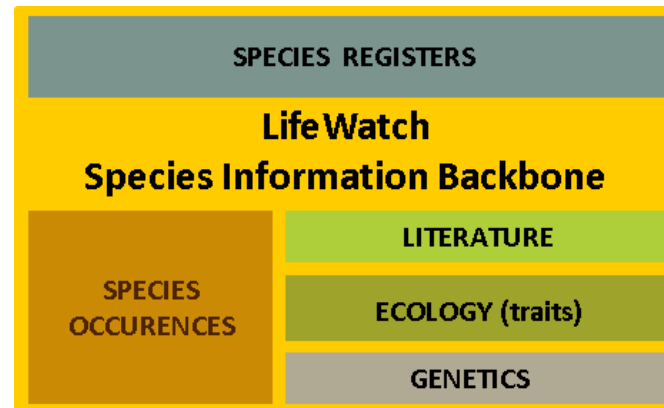 SPECIES REGISTERS
LifeWatch
Species Information Backbone
SPECIES
OCCURENCES
LITERATURE
ECOLOGY (traits)
GENETICS